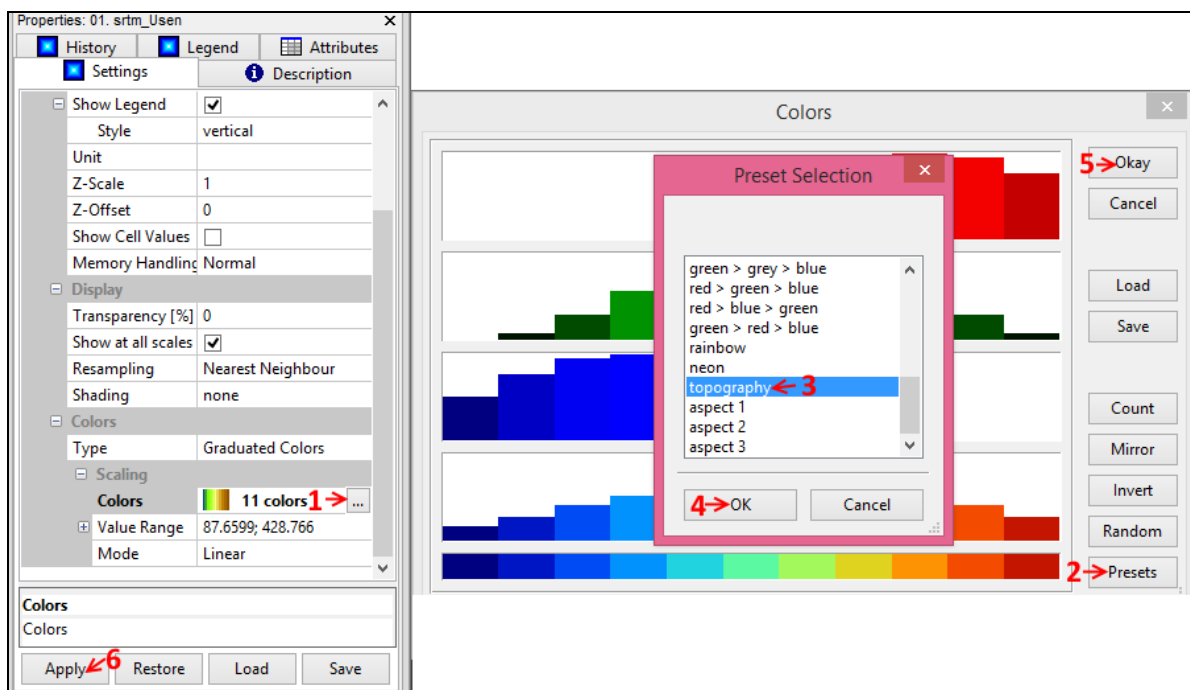 Properties: 01. srtm_Usen
History Legend Attributes
Settings Description
Show Legend
Style vertical
Unit
Z-Scale 1
Z-Offset 0
Show Cell Values
Memory Handling Normal
Display
Transparency [%] 0
Show at all scales
Resampling Nearest Neighbour
Shading none
Colors
Type Graduated Colors
Scaling
Colors 11 colors 1 ...
Value Range 87.6599; 428.766
Mode Linear
Colors
Colors
Apply 6 Restore Load Save
Colors
5 Okay
Cancel
Load
Save
Count
Mirror
Invert
Random
2 Presets
Preset Selection
green > grey > blue
red > green > blue
red > blue > green
green > red > blue
rainbow
neon
topography 3
aspect 1
aspect 2
aspect 3
4 OK Cancel